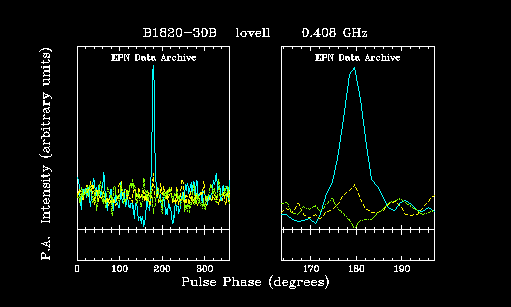 B1820-30B lovell 0.408 GHz
EPN Data Archive EPN Data Archive
P.A. Intensity (arbitrary units)
0 100 200 300 170 180 190
Pulse Phase (degrees)